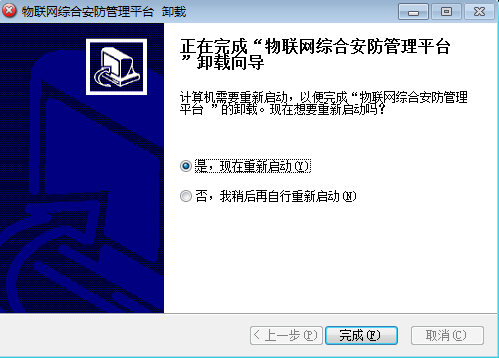 物联网综合安防管理平台 卸载
正在完成“物联网综合安防管理平台
”卸载向导
计算机需要重新启动，以便完成“物联网综合安防管理
平台 ”的卸载。现在想要重新启动吗?
是，现在重新启动(Y)
否，我稍后再自行重新启动(N)
< 上一步(P)
完成(F)
取消(C)